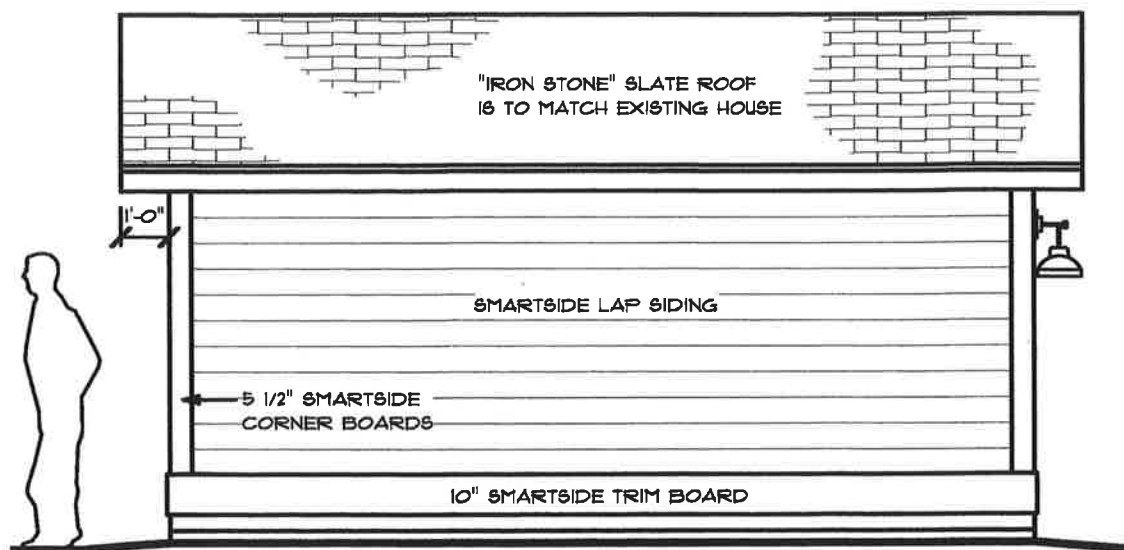 "IRON STONE" SLATE ROOF
IS TO MATCH EXISTING HOUSE
1'-0"
SMARTSIDE LAP SIDING
5 1/2" SMARTSIDE
CORNER BOARDS
10" SMARTSIDE TRIM BOARD